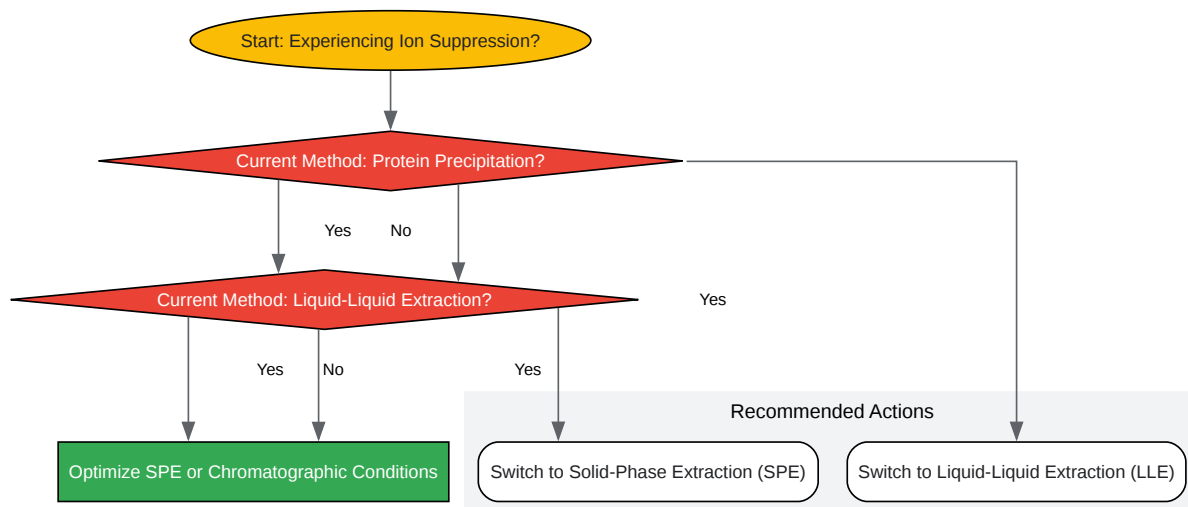 Start: Experiencing Ion Suppression?
Current Method: Protein Precipitation?
Yes
No
Current Method: Liquid-Liquid Extraction?
Yes
Yes
No
Yes
Recommended Actions
Optimize SPE or Chromatographic Conditions
Switch to Solid-Phase Extraction (SPE)
Switch to Liquid-Liquid Extraction (LLE)